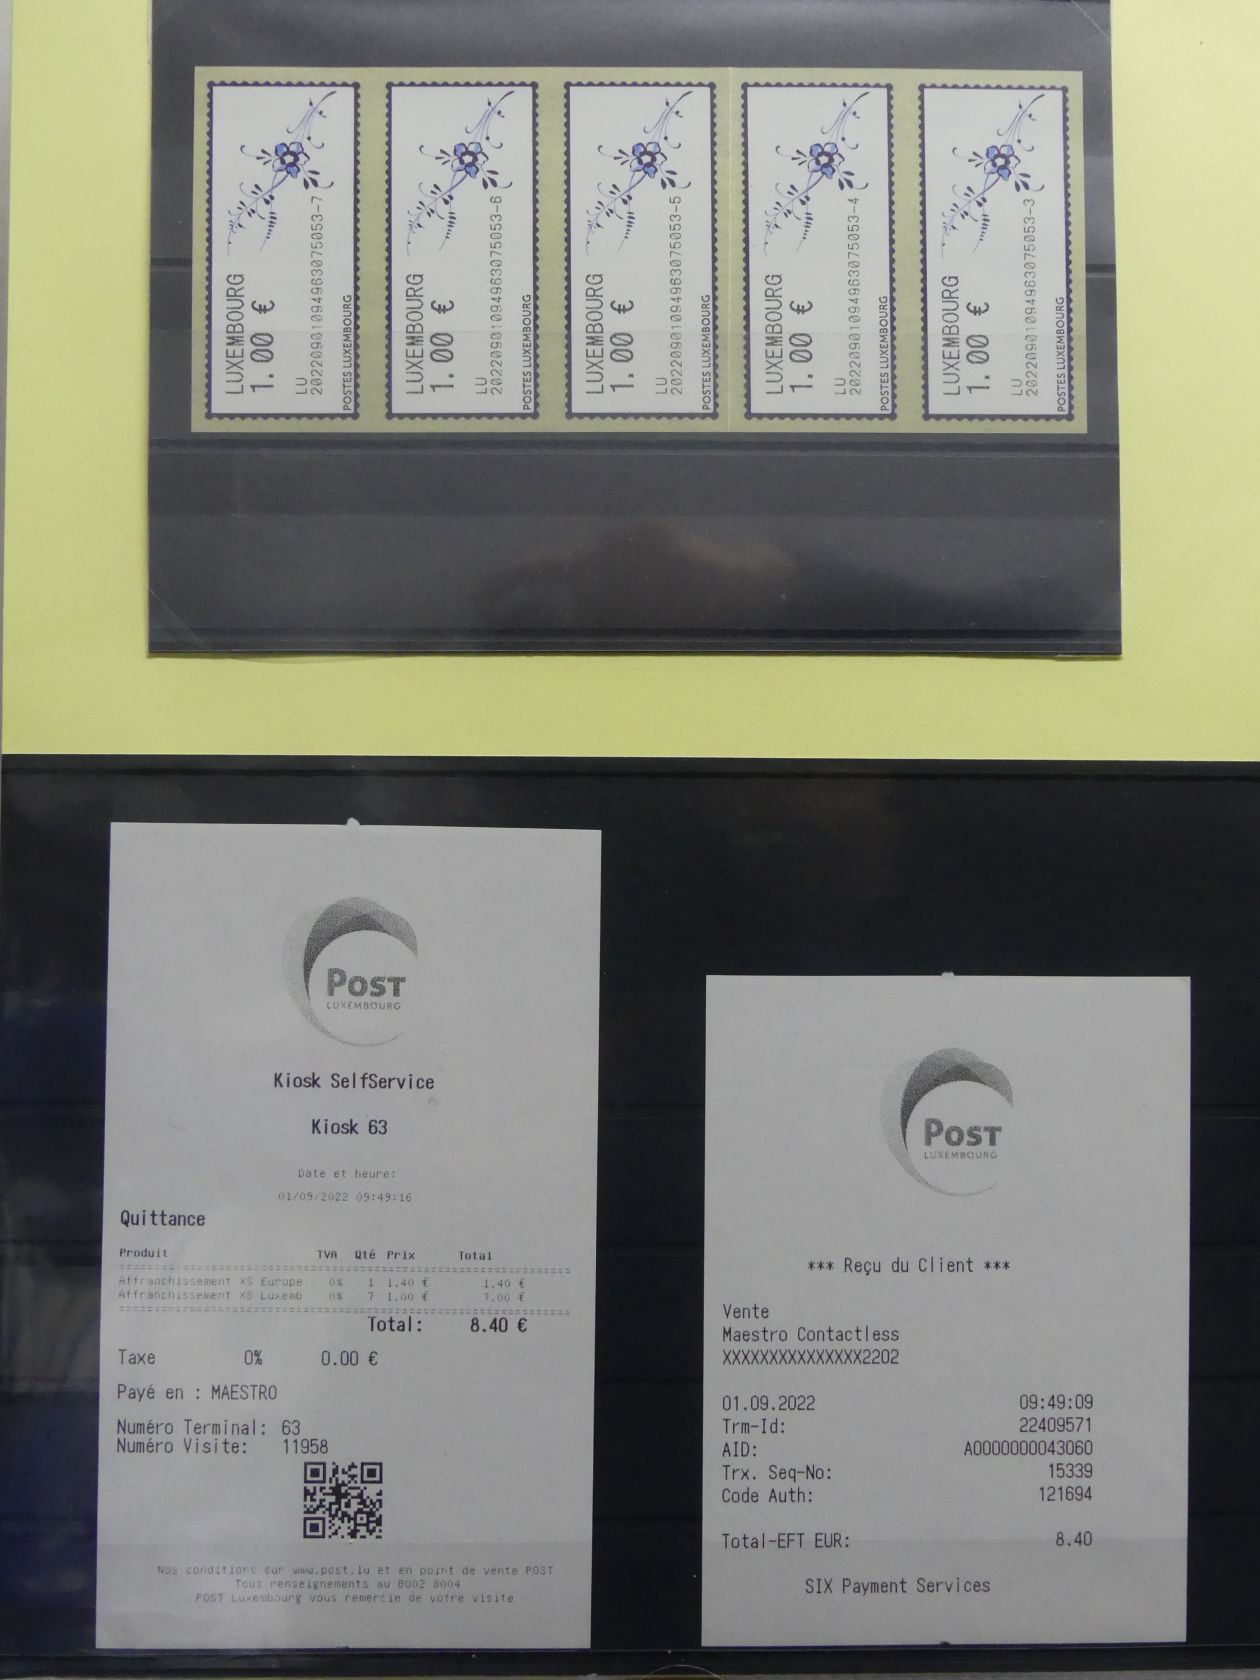 LUXEMBOURG
1.00 €
LU
20220901094963075053-7
POSTES LUXEMBOURG
LUXEMBOURG
1.00 €
LU
20220901094963075053-6
POSTES LUXEMBOURG
LUXEMBOURG
1.00 €
LU
20220901094963075053-5
POSTES LUXEMBOURG
LUXEMBOURG
1.00 €
LU
20220901094963075053-4
POSTES LUXEMBOURG
LUXEMBOURG
1.00 €
LU
20220901094963075053-3
POSTES LUXEMBOURG
POST
LUXEMBOURG
Kiosk SelfService
Kiosk 63
Date et heure:
01/09/2022 09:49:16
Quittance
Produit TVA Qté Prix Total
Affranchissement XS Europe 0% 1 1.40 € 1.40 €
Affranchissement XS Luxemb 0% 7 1.00 € 7.00 €
Total: 8.40 €
Taxe 0% 0.00 €
Payé en : MAESTRO
Numéro Terminal: 63
Numéro Visite: 11958
Nos conditions sur www.post.lu et en point de vente POST
Tous renseignements au 8002 8004
POST Luxembourg vous remercie de votre visite
POST
LUXEMBOURG
*** Reçu du Client ***
Vente
Maestro Contactless
XXXXXXXXXXXXXXX2202
01.09.2022 09:49:09
Trm-Id: 22409571
AID: A0000000043060
Trx. Seq-No: 15339
Code Auth: 121694
Total-EFT EUR: 8.40
SIX Payment Services